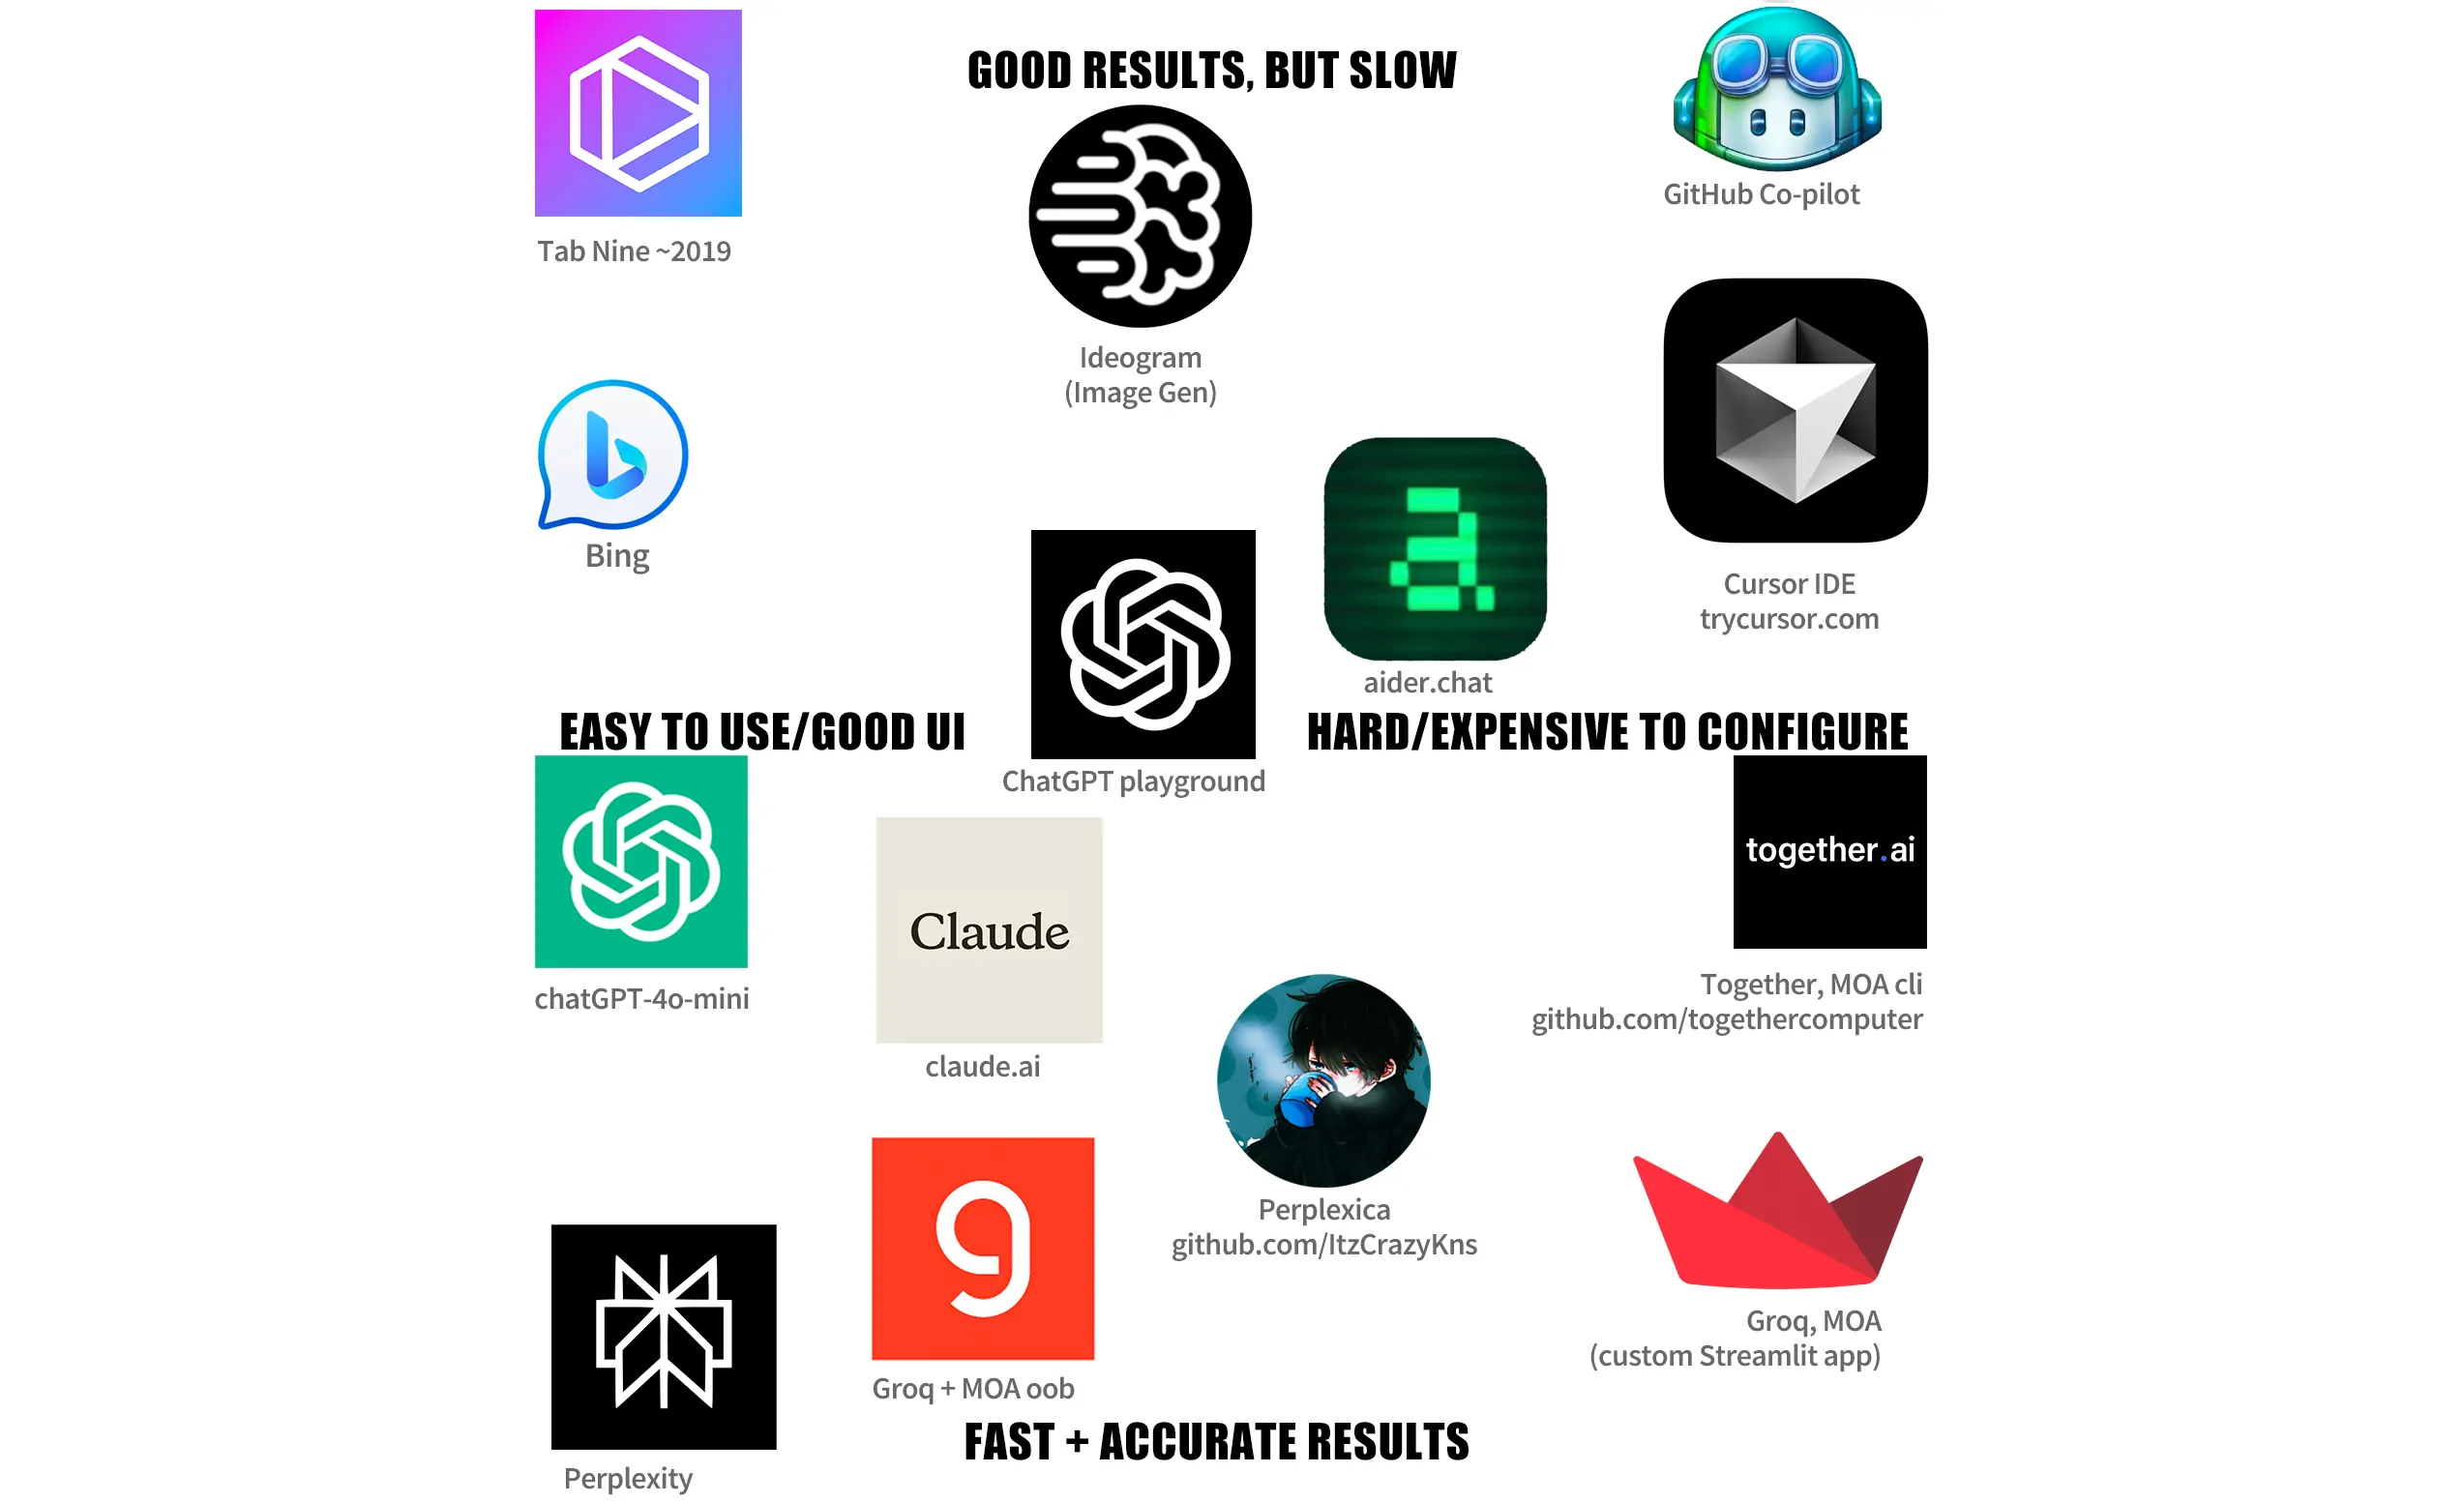 GOOD RESULTS, BUT SLOW
GitHub Co-pilot
Tab Nine ~2019
Ideogram
(Image Gen)
Bing
Cursor IDE
trycursor.com
aider.chat
EASY TO USE/GOOD UI
HARD/EXPENSIVE TO CONFIGURE
ChatGPT playground
together.ai
Claude
chatGPT-4o-mini
Together, MOA cli
github.com/togethercomputer
claude.ai
Perplexica
github.com/ItzCrazyKns
Groq, MOA
(custom Streamlit app)
Groq + MOA oob
FAST + ACCURATE RESULTS
Perplexity